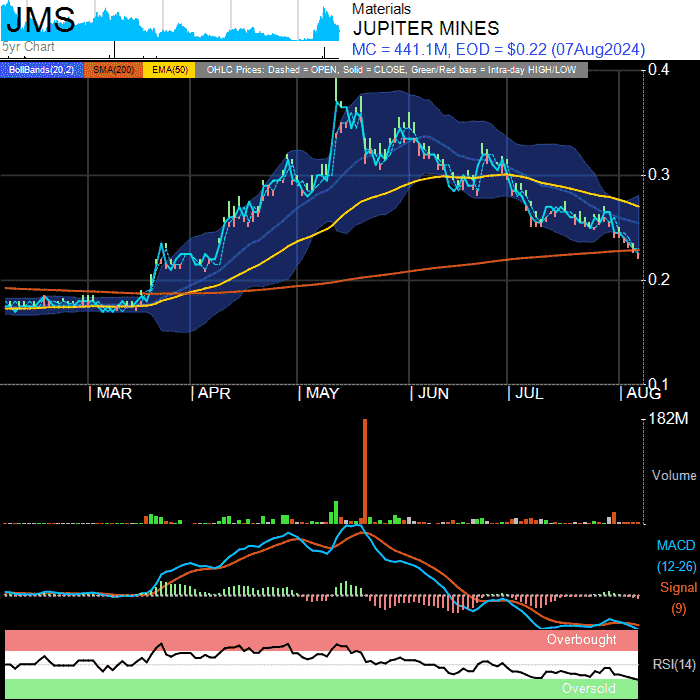 JMS
5yr Chart
Materials
JUPITER MINES
MC = 441.1M, EOD = $0.22 (07Aug2024)
BollBands(20,2) SMA(200) EMA(50) OHLC Prices: Dashed = OPEN, Solid = CLOSE, Green/Red bars = Intra-day HIGH/LOW
0.4
0.3
0.2
0.1
MAR APR MAY JUN JUL AUG
182M
Volume
MACD
(12-26)
Signal
(9)
Overbought
RSI(14)
Oversold